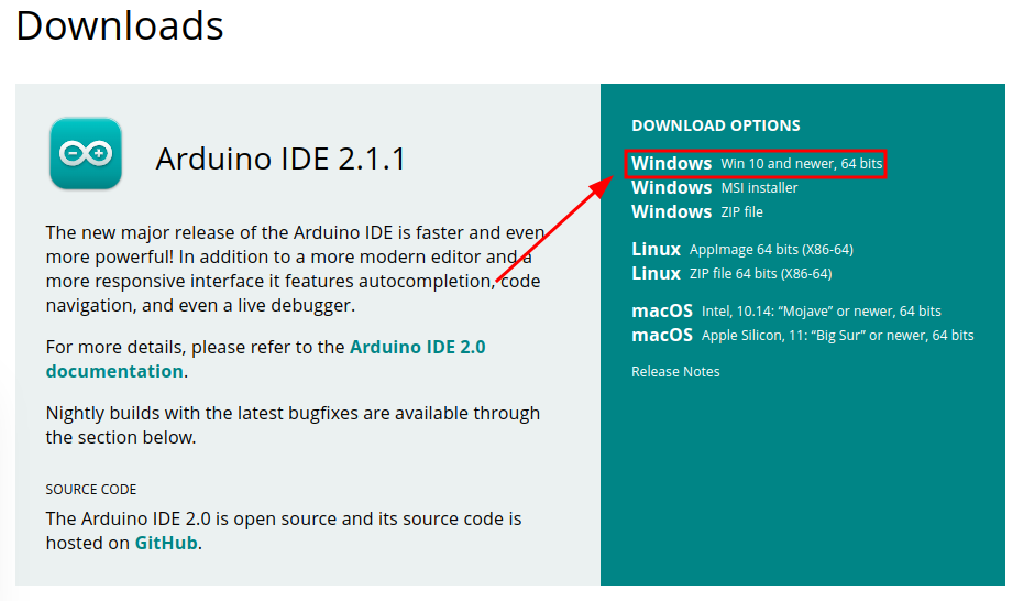 Downloads
Arduino IDE 2.1.1
The new major release of the Arduino IDE is faster and even
more powerful! In addition to a more modern editor and a
more responsive interface it features autocompletion, code
navigation, and even a live debugger.
For more details, please refer to the Arduino IDE 2.0
documentation.
Nightly builds with the latest bugfixes are available through
the section below.
SOURCE CODE
The Arduino IDE 2.0 is open source and its source code is
hosted on GitHub.
DOWNLOAD OPTIONS
Windows Win 10 and newer, 64 bits
Windows MSI installer
Windows ZIP file
Linux AppImage 64 bits (X86-64)
Linux ZIP file 64 bits (X86-64)
macOS Intel, 10.14: “Mojave” or newer, 64 bits
macOS Apple Silicon, 11: “Big Sur” or newer, 64 bits
Release Notes